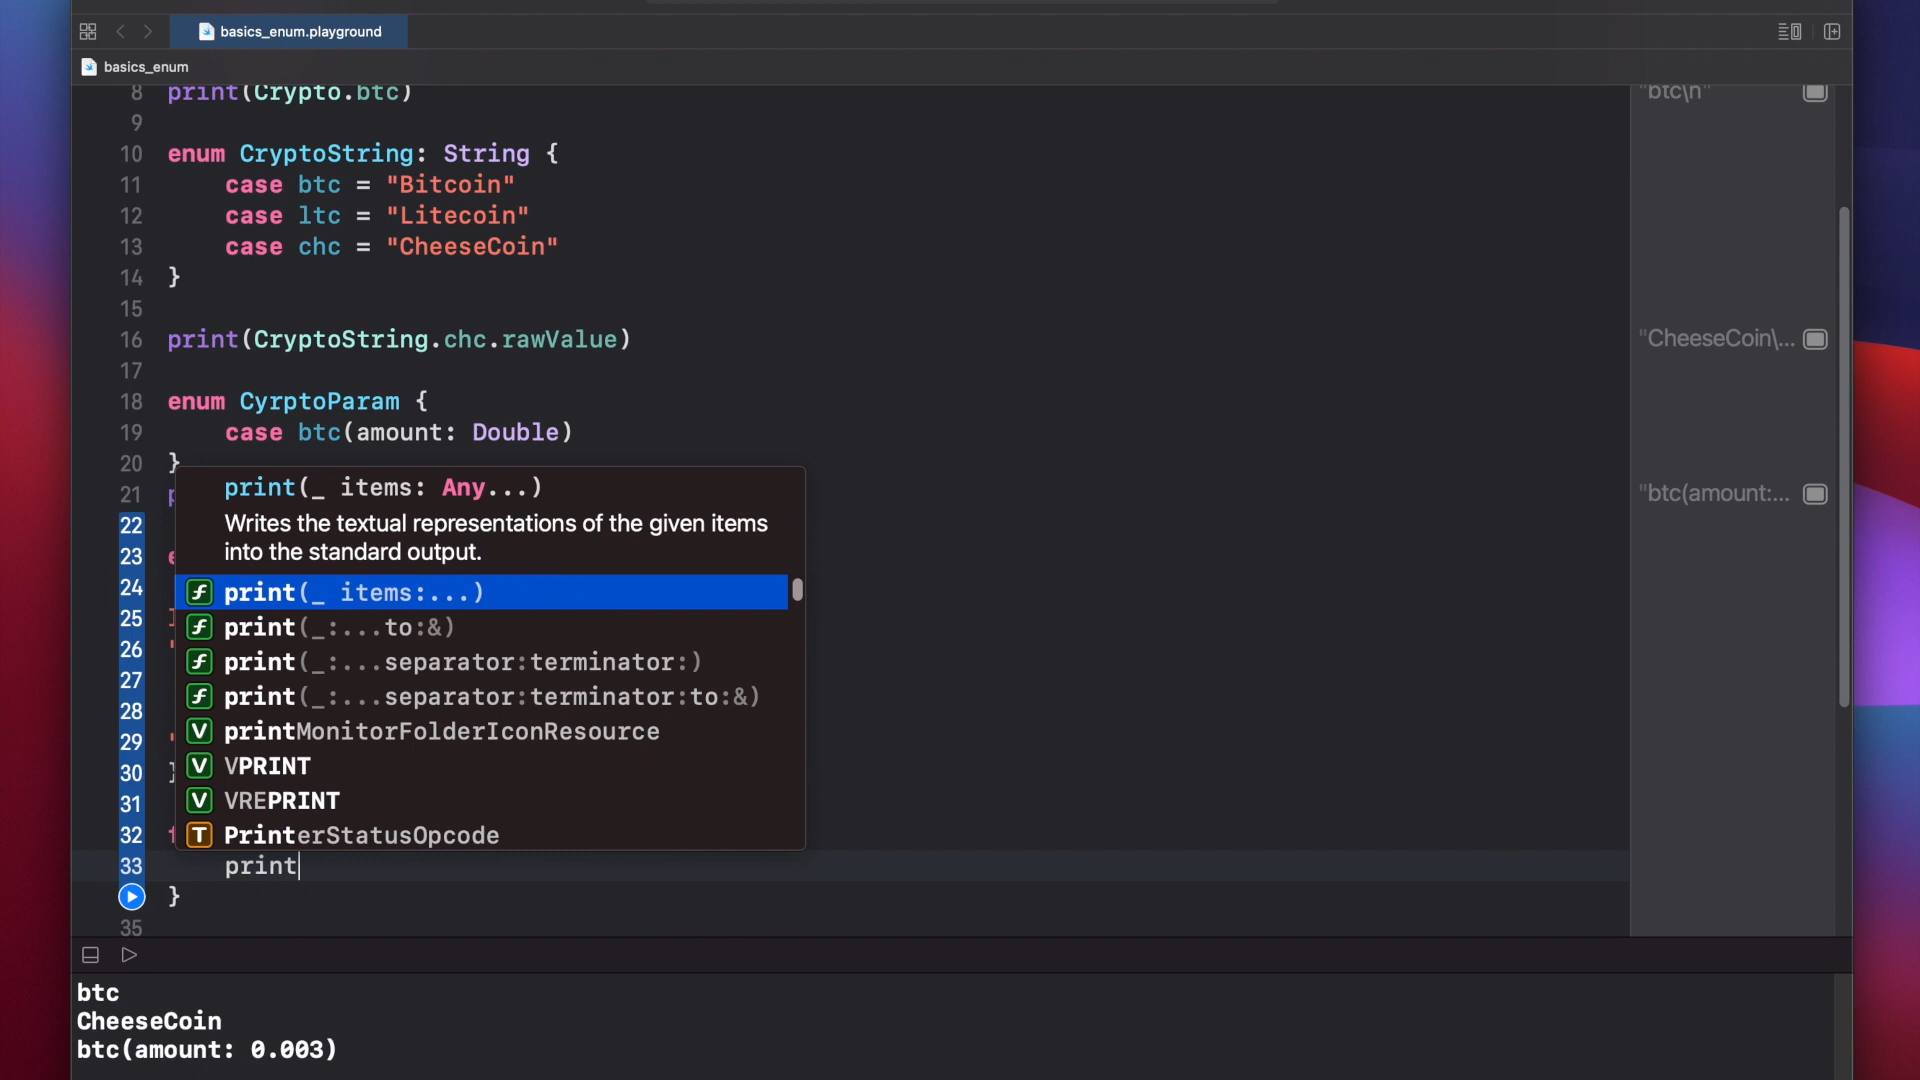 basics_enum.playground
basics_enum
8 print(Crypto.btc) "btc\n"
9
10 enum CryptoString: String {
11 case btc = "Bitcoin"
12 case ltc = "Litecoin"
13 case chc = "CheeseCoin"
14 }
15
16 print(CryptoString.chc.rawValue) "CheeseCoin\...
17
18 enum CyrptoParam {
19 case btc(amount: Double)
20 }
21 "btc(amount:...
22
23
24
25
26
27
28
29
30 }
31
32
33 print
}
35
print(_ items: Any...)
Writes the textual representations of the given items
into the standard output.
f print(_ items:...)
f print(_:...to:&)
f print(_:...separator:terminator:)
f print(_:...separator:terminator:to:&)
V printMonitorFolderIconResource
V VPRINT
V VREPRINT
T PrinterStatusOpcode
btc
CheeseCoin
btc(amount: 0.003)